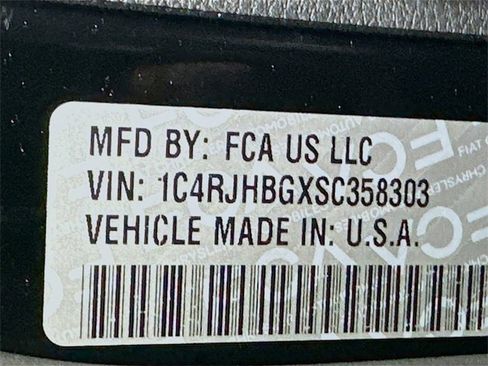 MFD BY: FCA US LLC
VIN: 1C4RJHBGXSC358303
VEHICLE MADE IN: U.S.A.